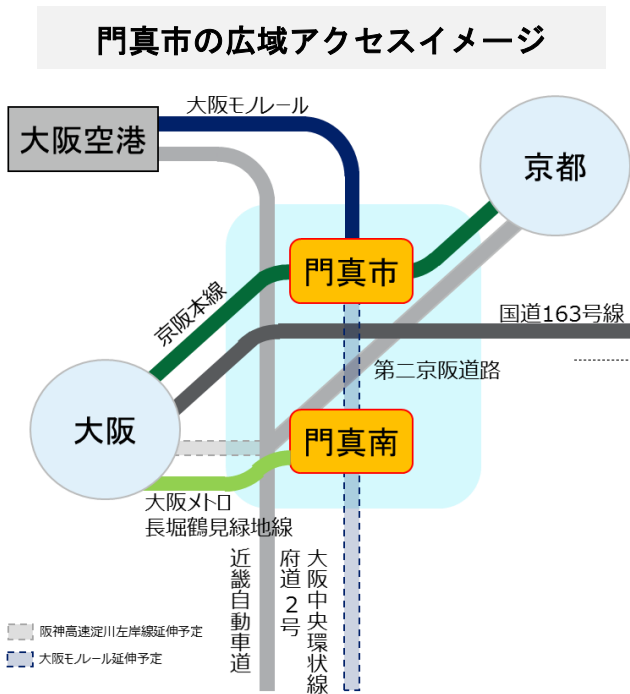 門真市の広域アクセスイメージ
大阪モノレール
大阪空港
京都
門真市
京阪本線
国道163号線
第二京阪道路
大阪
門真南
大阪メトロ
長堀鶴見緑地線
近畿自動車道
府道2号
大阪中央環状線
阪神高速淀川左岸線延伸予定
大阪モノレール延伸予定